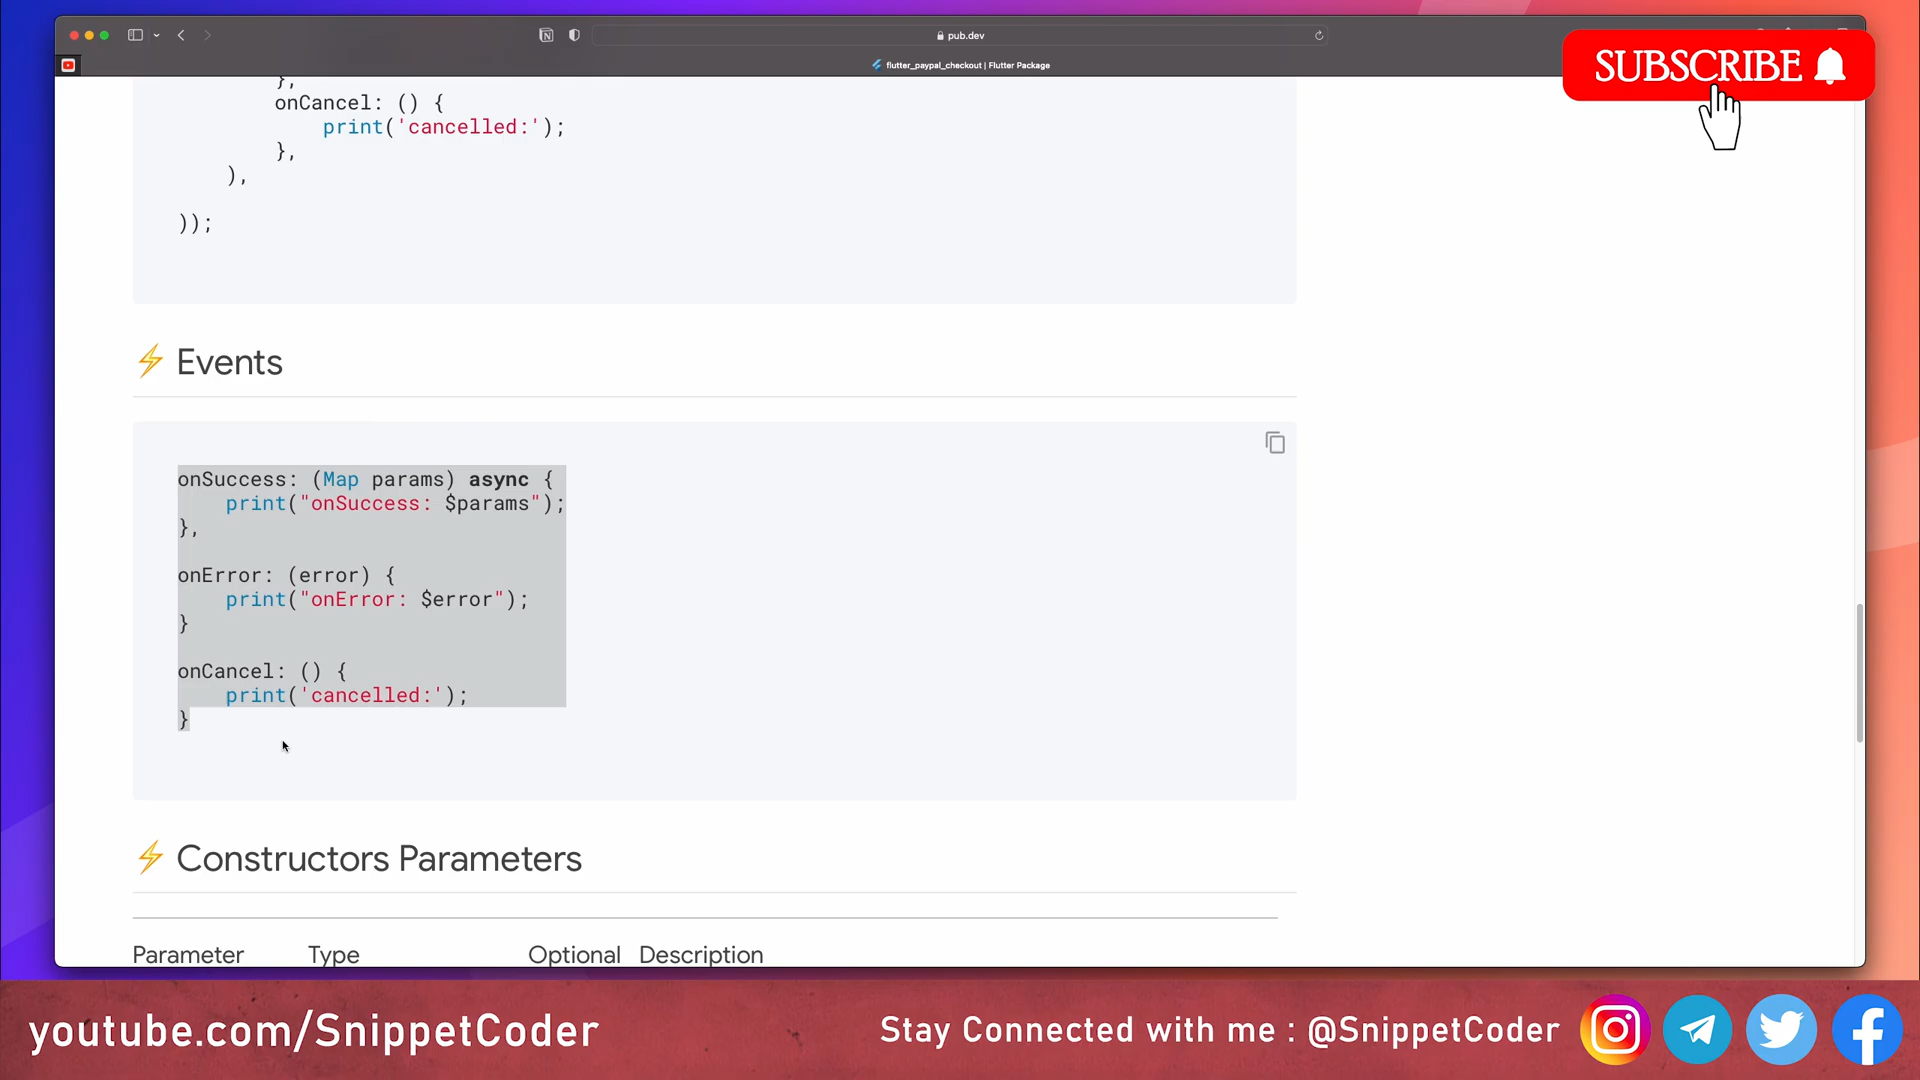 pub.dev
flutter_paypal_checkout | Flutter Package
SUBSCRIBE
},
onCancel: () {
print('cancelled:');
},
),
));
Events
onSuccess: (Map params) async {
print("onSuccess: $params");
},
onError: (error) {
print("onError: $error");
}
onCancel: () {
print('cancelled:');
}
Constructors Parameters
Parameter Type Optional Description
youtube.com/SnippetCoder
Stay Connected with me : @SnippetCoder